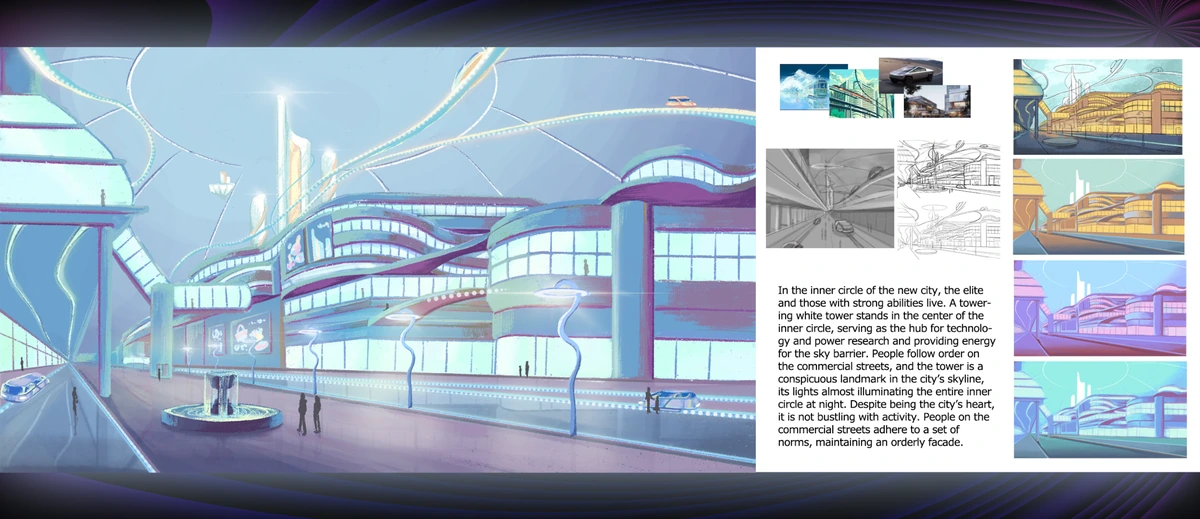 In the inner circle of the new city, the elite
and those with strong abilities live. A tower-
ing white tower stands in the center of the
inner circle, serving as the hub for technolo-
gy and power research and providing energy
for the sky barrier. People follow order on
the commercial streets, and the tower is a
conspicuous landmark in the city's skyline,
its lights almost illuminating the entire inner
circle at night. Despite being the city's heart,
it is not bustling with activity. People on the
commercial streets adhere to a set of
norms, maintaining an orderly facade.